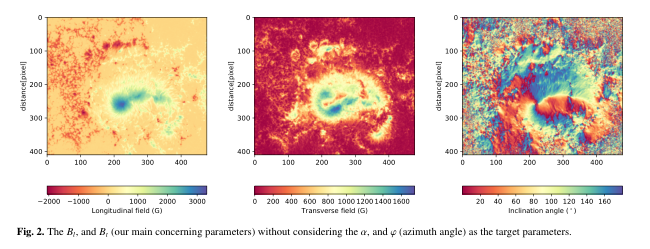 0
100
200
300
400
distance[pixel]
0 100 200 300 400
−2000 −1000 0 1000 2000 3000
Longitudinal field (G)
0
100
200
300
400
distance[pixel]
0 100 200 300 400
0 200 400 600 800 1000 1200 1400 1600
Transverse field (G)
0
100
200
300
400
distance[pixel]
0 100 200 300 400
20 40 60 80 100 120 140 160
Inclination angle (°)
Fig. 2. The Bl, and Bt (our main concerning parameters) without considering the α, and φ (azimuth angle) as the target parameters.